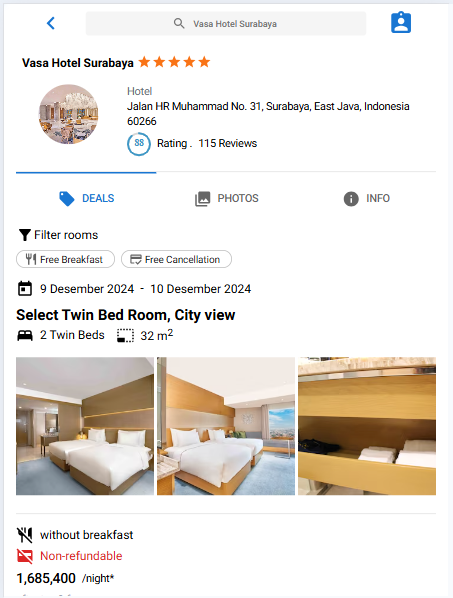 Vasa Hotel Surabaya
Vasa Hotel Surabaya
Hotel
Jalan HR Muhammad No. 31, Surabaya, East Java, Indonesia
60266
88 Rating . 115 Reviews
DEALS PHOTOS INFO
Filter rooms
Free Breakfast Free Cancellation
9 Desember 2024 - 10 Desember 2024
Select Twin Bed Room, City view
2 Twin Beds 32 m2
without breakfast
Non-refundable
1,685,400 /night*